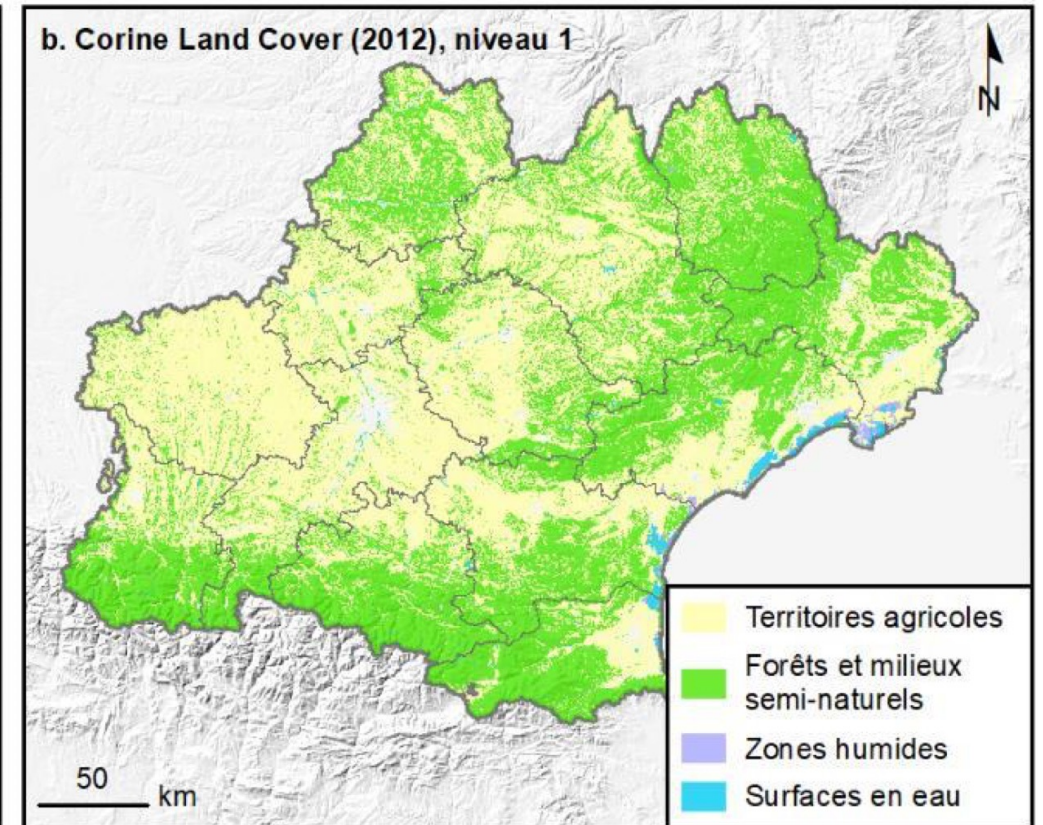 b. Corine Land Cover (2012), niveau 1
N
Territoires agricoles
Forêts et milieux
semi-naturels
Zones humides
Surfaces en eau
50
km